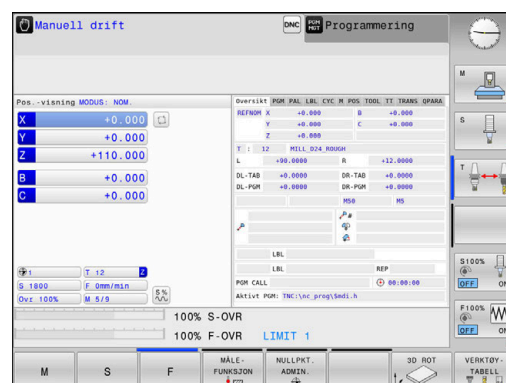 Manuell drift
DNC
PGM MGT
Programmering
Pos.-visning MODUS: NOM.
X +0.000
Y +0.000
Z +110.000
B +0.000
C +0.000
1 T 12 Z
S 1800 F 0mm/min
Ovr 100% M 5/9
S %
Oversikt PGM PAL LBL CYC M POS TOOL TT TRANS QPARA
REFNOM X +0.000 B +0.000
Y +0.000 C +0.000
Z +0.000
T : 12 MILL_D24_ROUGH
L +90.0000 R +12.0000
DL-TAB +0.0000 DR-TAB +0.0000
DL-PGM +0.0000 DR-PGM +0.0000
M50 M5
LBL
LBL REP
PGM CALL 00:00:00
Aktivt PGM: TNC:\nc_prog\$mdi.h
100% S-OVR
100% F-OVR LIMIT 1
M
S
T
S100%
OFF ON
F100%
OFF ON
M
S
F
MÅLE-
FUNKSJON
NULLPKT.
ADMIN.
3D ROT
VERKTØY-
TABELL